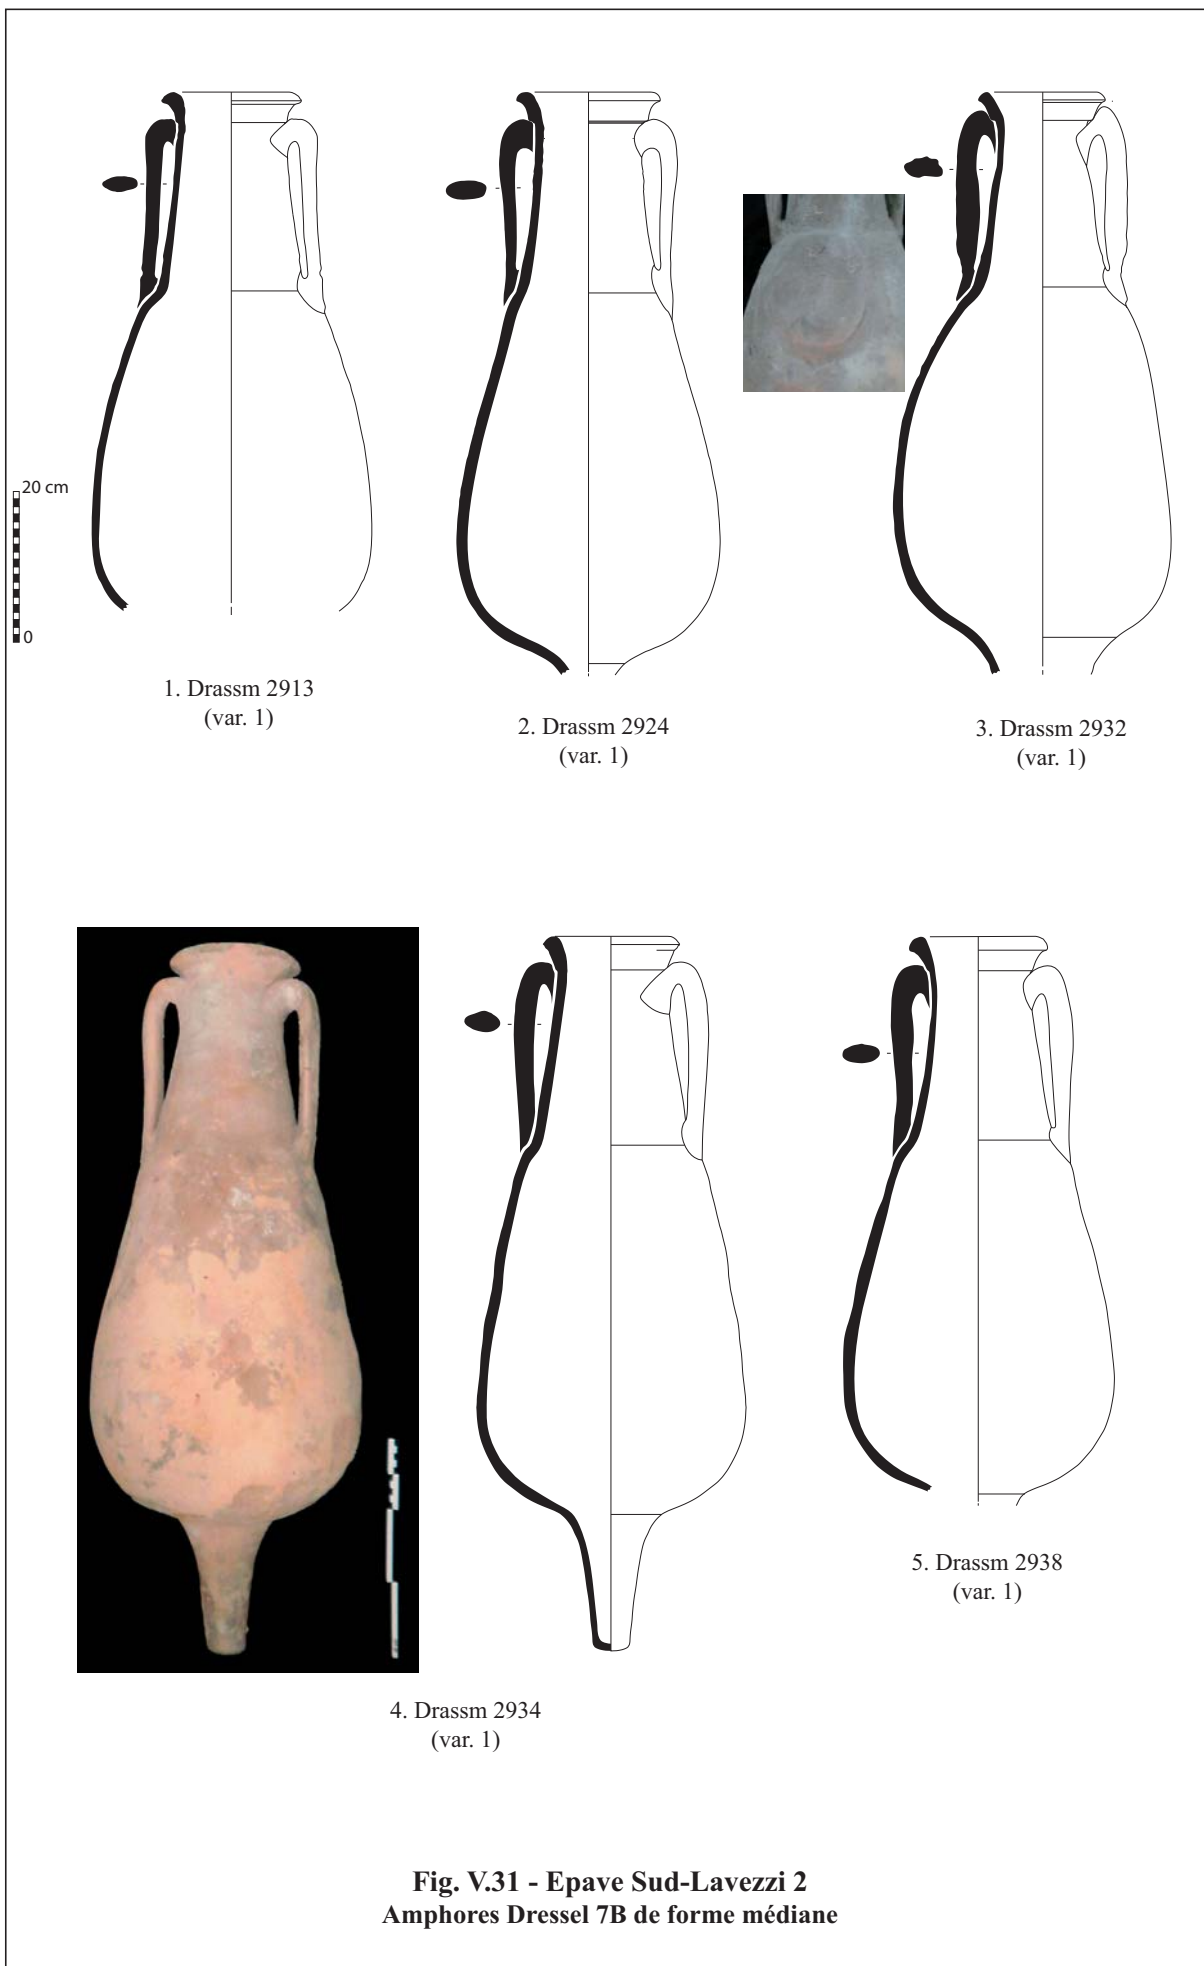 20 cm
0
1. Drassm 2913
(var. 1)
2. Drassm 2924
(var. 1)
3. Drassm 2932
(var. 1)
4. Drassm 2934
(var. 1)
5. Drassm 2938
(var. 1)
Fig. V.31 - Epave Sud-Lavezzi 2
Amphores Dressel 7B de forme médiane